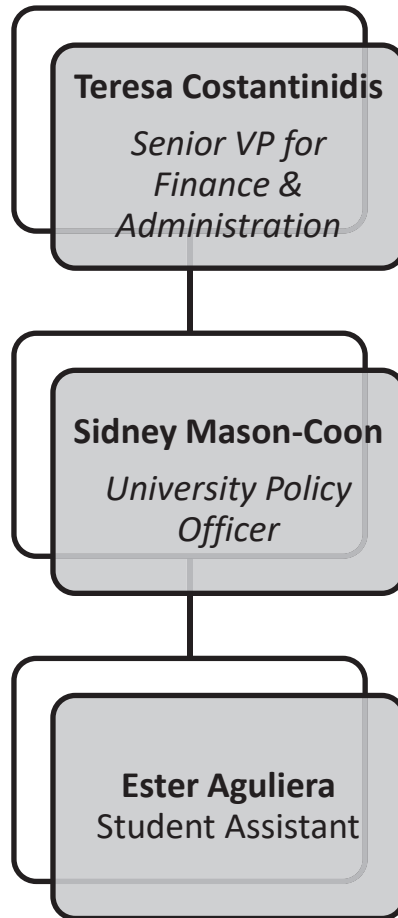 Teresa Costantinidis
Senior VP for
Finance &
Administration
Sidney Mason-Coon
University Policy
Officer
Ester Aguliera
Student Assistant